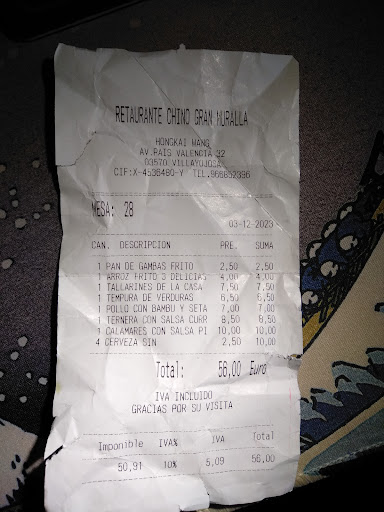 RETAURANTE CHINO GRAN MURALLA
HONGKAI WANG
AV.PAIS VALENCIA 32
03570 VILLAYOJOSA
CIF:X-4536460-Y TEL.966852396
MESA: 28
03-12-2023
CAN. DESCRIPCION PRE. SUMA
1 PAN DE GAMBAS FRITO 2,50 2,50
1 ARROZ FRITO 3 DELICIAS 4,00 4,00
1 TALLARINES DE LA CASA 7,50 7,50
1 TEMPURA DE VERDURAS 6,50 6,50
1 POLLO CON BAMBU Y SETA 7,00 7,00
1 TERNERA CON SALSA CURR 8,50 8,50
1 CALAMARES CON SALSA PI 10,00 10,00
4 CERVEZA SIN 2,50 10,00
Total: 56,00 Euro
IVA INCLUIDO
GRACIAS POR SU VISITA
Imponible IVA% IVA Total
50,91 10% 5,09 56,00